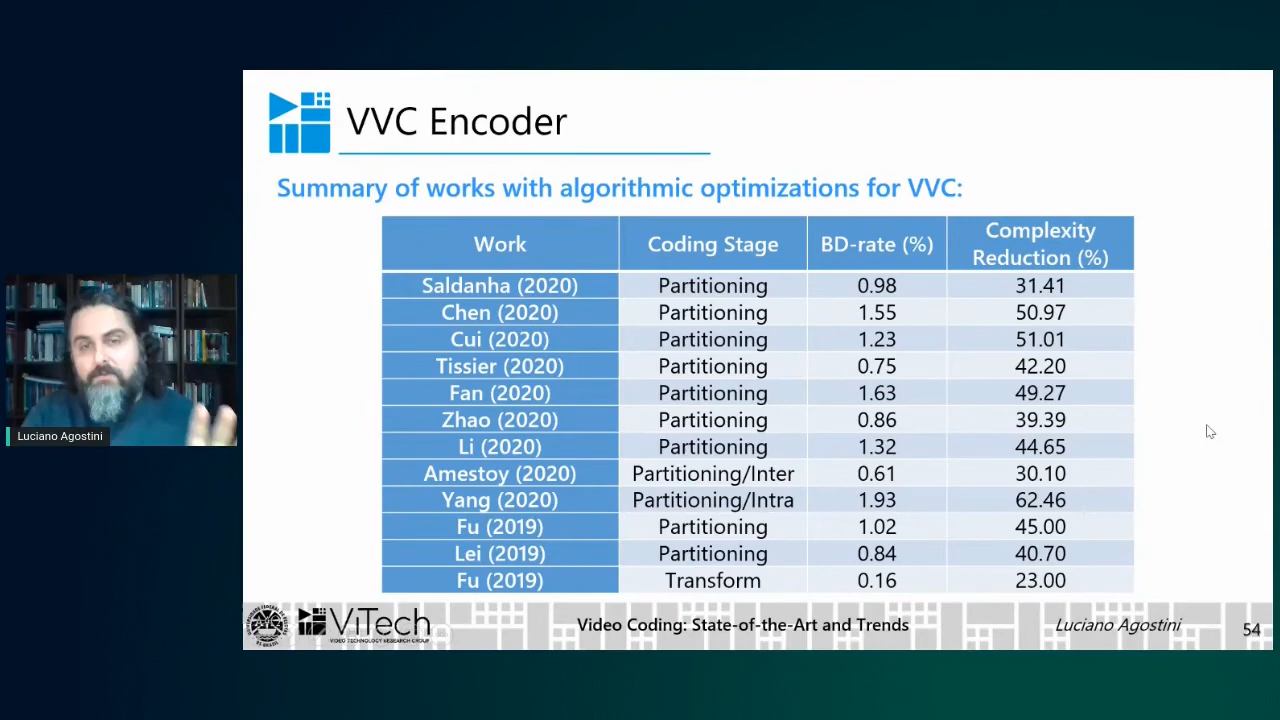 VVC Encoder
Summary of works with algorithmic optimizations for VVC:
Work Coding Stage BD-rate (%) Complexity Reduction (%)
Saldanha (2020) Partitioning 0.98 31.41
Chen (2020) Partitioning 1.55 50.97
Cui (2020) Partitioning 1.23 51.01
Tissier (2020) Partitioning 0.75 42.20
Fan (2020) Partitioning 1.63 49.27
Zhao (2020) Partitioning 0.86 39.39
Li (2020) Partitioning 1.32 44.65
Amestoy (2020) Partitioning/Inter 0.61 30.10
Yang (2020) Partitioning/Intra 1.93 62.46
Fu (2019) Partitioning 1.02 45.00
Lei (2019) Partitioning 0.84 40.70
Fu (2019) Transform 0.16 23.00
Luciano Agostini
ViTech
VIDEO TECHNOLOGY RESEARCH GROUP
Video Coding: State-of-the-Art and Trends
Luciano Agostini
54